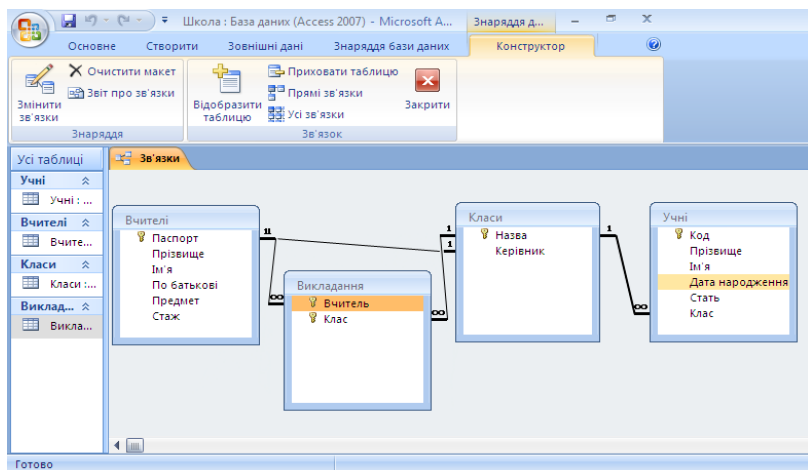 Школа : База даних (Access 2007) - Microsoft A...
Знаряддя д...
Основне
Створити
Зовнішні дані
Знаряддя бази даних
Конструктор
Змінити зв'язки
Очистити макет
Звіт про зв'язки
Знаряддя
Відобразити таблицю
Приховати таблицю
Прямі зв'язки
Усі зв'язки
Закрити
Зв'язок
Усі таблиці
Учні
Учні : ...
Вчителі
Вчите...
Класи
Класи :...
Виклад...
Викла...
Зв'язки
Вчителі
Паспорт
Прізвище
Ім'я
По батькові
Предмет
Стаж
11
∞
Викладання
Вчитель
Клас
∞
1
1
Класи
Назва
Керівник
1
∞
Учні
Код
Прізвище
Ім'я
Дата народження
Стать
Клас
Готово